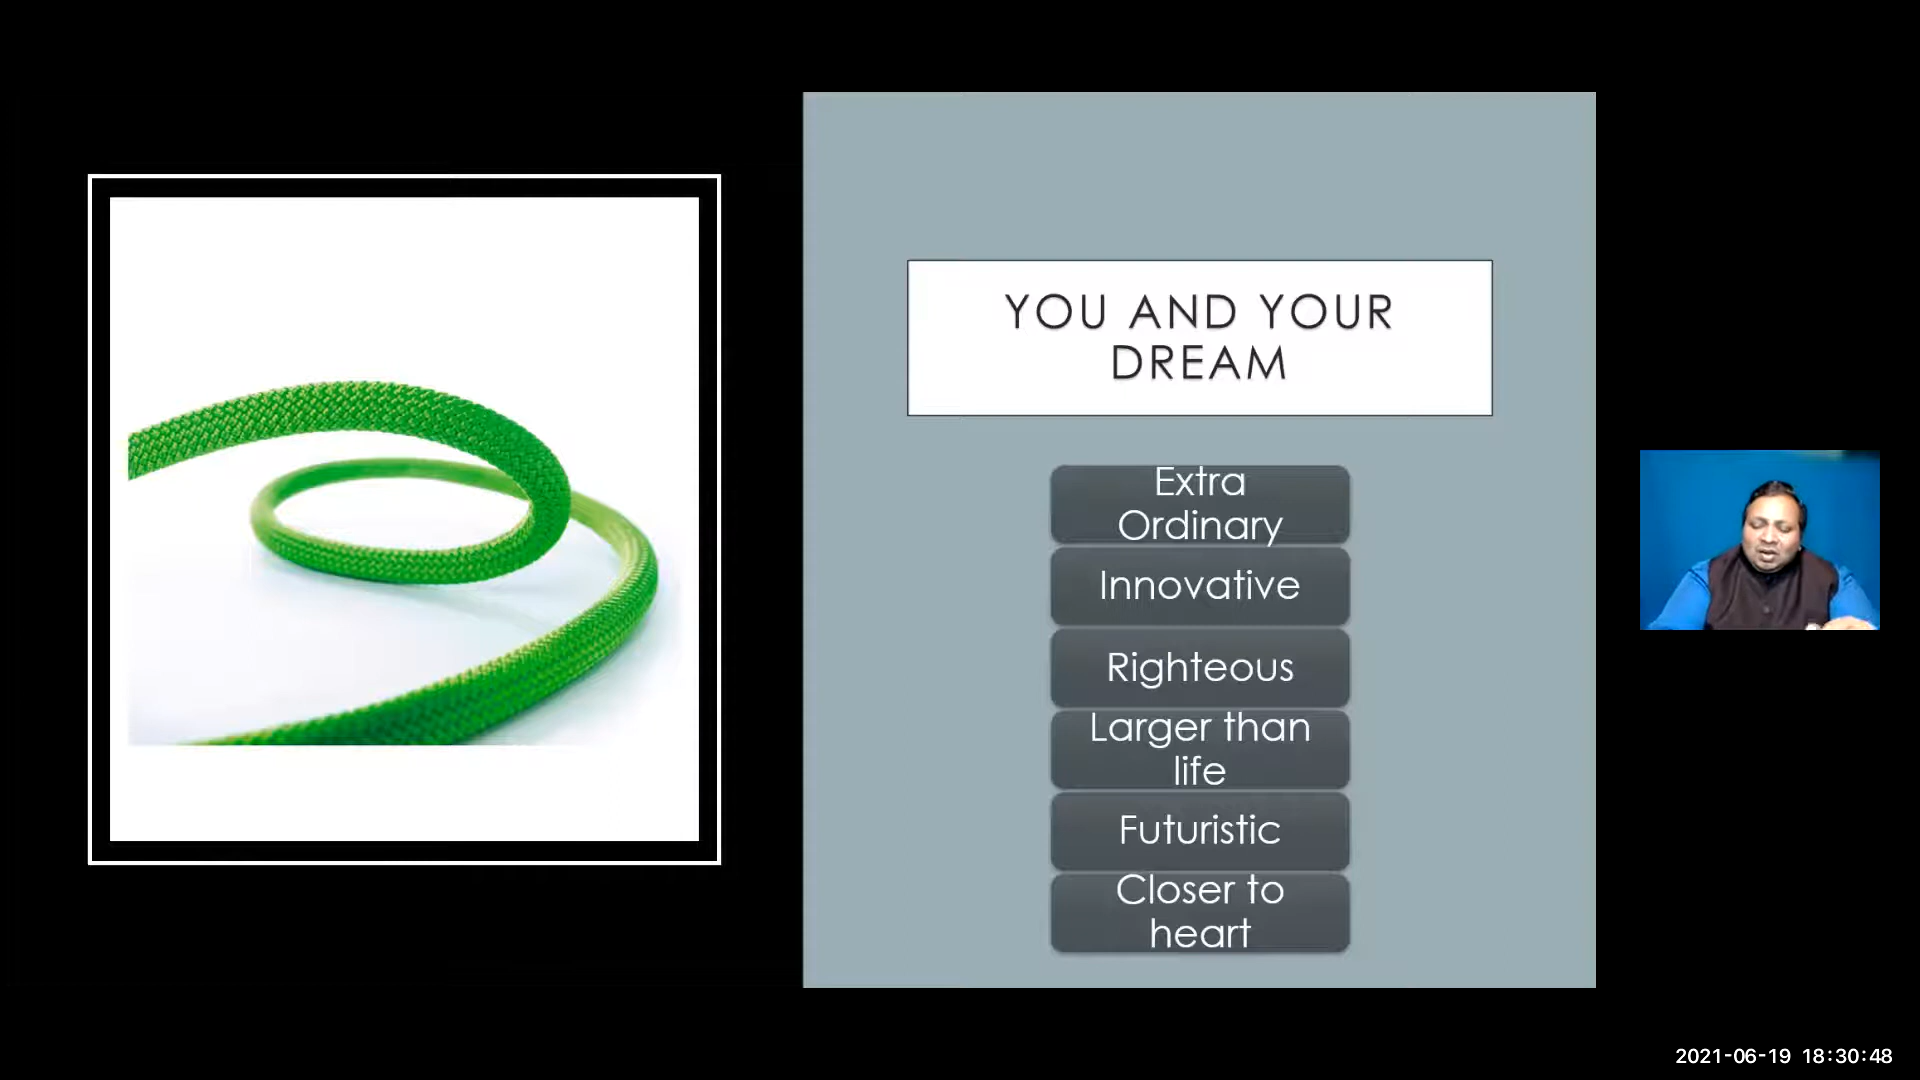 YOU AND YOUR
DREAM
Extra
Ordinary
Innovative
Righteous
Larger than
life
Futuristic
Closer to
heart
2021-06-19 18:30:48